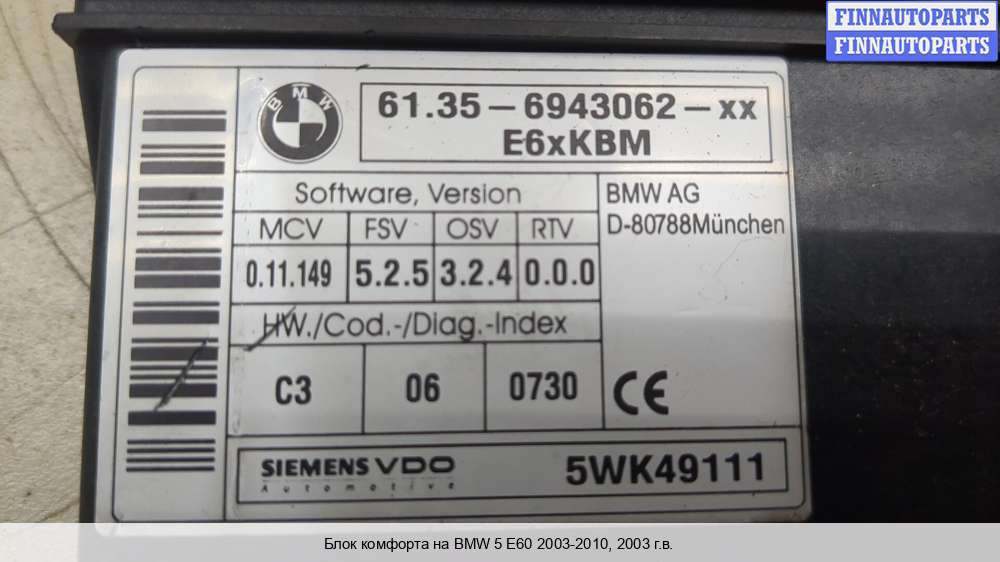 FINNAUTOPARTS
FINNAUTOPARTS
BMW
61.35 - 6943062 - xx
E6xKBM
Software, Version
MCV FSV OSV RTV
0.11.149 5.2.5 3.2.4 0.0.0
BMW AG
D-80788München
HW./Cod.-/Diag.-Index
C3 06 0730
CE
SIEMENS VDO
Automotive
5WK49111
Блок комфорта на BMW 5 E60 2003-2010, 2003 г.в.